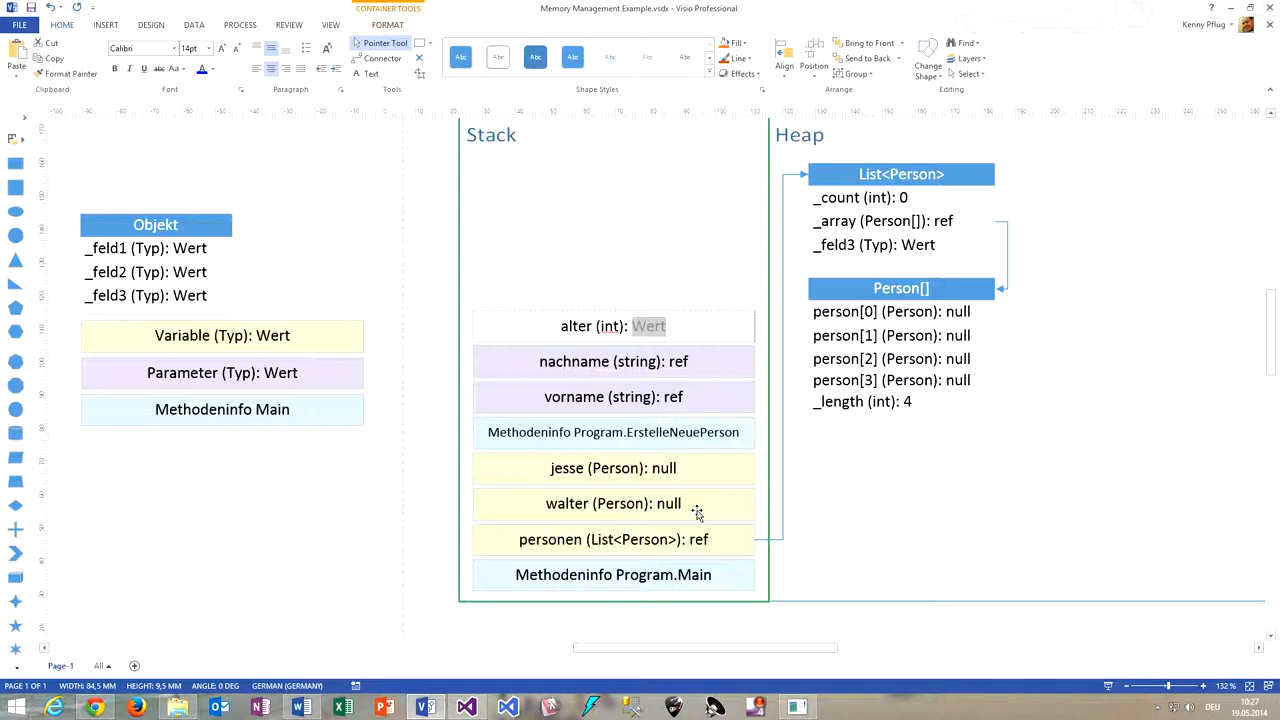 CONTAINER TOOLS
Memory Management Example.vsdx - Visio Professional
FILE HOME INSERT DESIGN DATA PROCESS REVIEW VIEW FORMAT
Kenny Pflug
Paste
Cut
Copy
Format Painter
Clipboard
Calibri 14pt.
Font
Paragraph
Pointer Tool
Connector
Text
Tools
Abc Abc Abc Abc Abc Abc Abc
Shape Styles
Fill
Line
Effects
Align Position
Bring to Front
Send to Back
Group
Arrange
Change Shape
Find
Layers
Select
Editing
Objekt
_feld1 (Typ): Wert
_feld2 (Typ): Wert
_feld3 (Typ): Wert
Variable (Typ): Wert
Parameter (Typ): Wert
Methodeninfo Main
Stack
alter (int): Wert
nachname (string): ref
vorname (string): ref
Methodeninfo Program.ErstelleNeuePerson
jesse (Person): null
walter (Person): null
personen (List<Person>): ref
Methodeninfo Program.Main
Heap
List<Person>
_count (int): 0
_array (Person[]): ref
_feld3 (Typ): Wert
Person[]
person[0] (Person): null
person[1] (Person): null
person[2] (Person): null
person[3] (Person): null
_length (int): 4
Page-1 All
PAGE 1 OF 1 WIDTH: 84,5 MM HEIGHT: 9,5 MM ANGLE: 0 DEG GERMAN (GERMANY)
132 %
DEU
10:27
19.05.2014